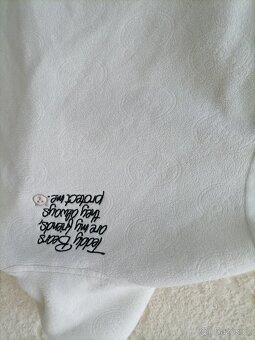 Teddy Bears
are my friends,
they always
protect me